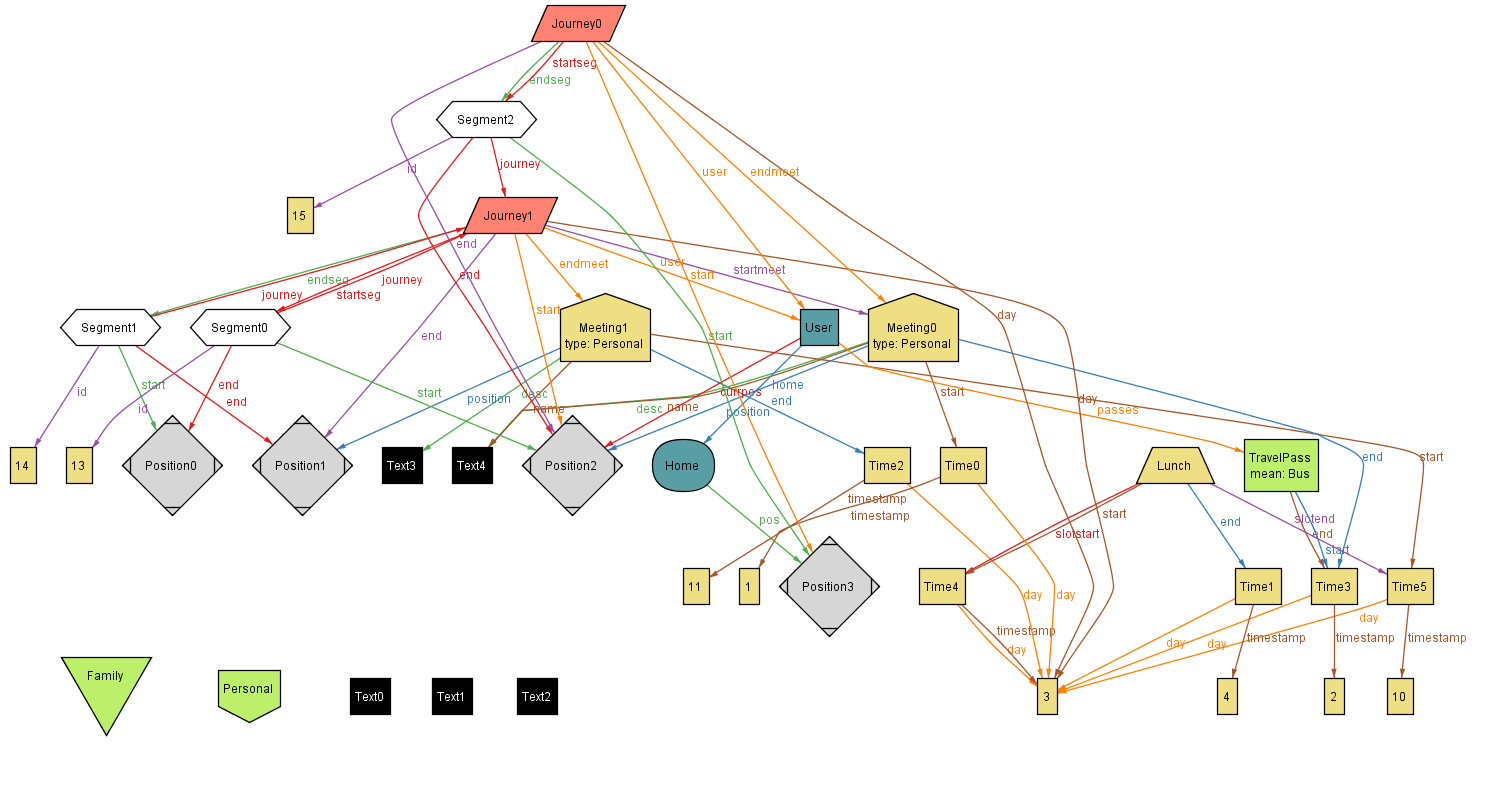 Journey0
startseg
endseg
Segment2
id
journey
user
endmeet
15
Journey1
end
end
endmeet
user
start
startmeet
endseg
journey
journey
startseg
start
day
Segment1
Segment0
Meeting1
type: Personal
User
Meeting0
type: Personal
end
start
id
start
id
end
end
start
position
desc
name
desc
name
currpos
position
home
end
start
day
passes
end
start
14
13
Position0
Position1
Text3
Text4
Position2
Home
Time2
Time0
Lunch
TravelPass
mean: Bus
timestamp
timestamp
pos
slotstart
start
end
slotend
end
start
11
1
Position3
Time4
Time1
Time3
Time5
day
day
timestamp
day
day
day
day
timestamp
timestamp
timestamp
Family
Personal
Text0
Text1
Text2
3
4
2
10